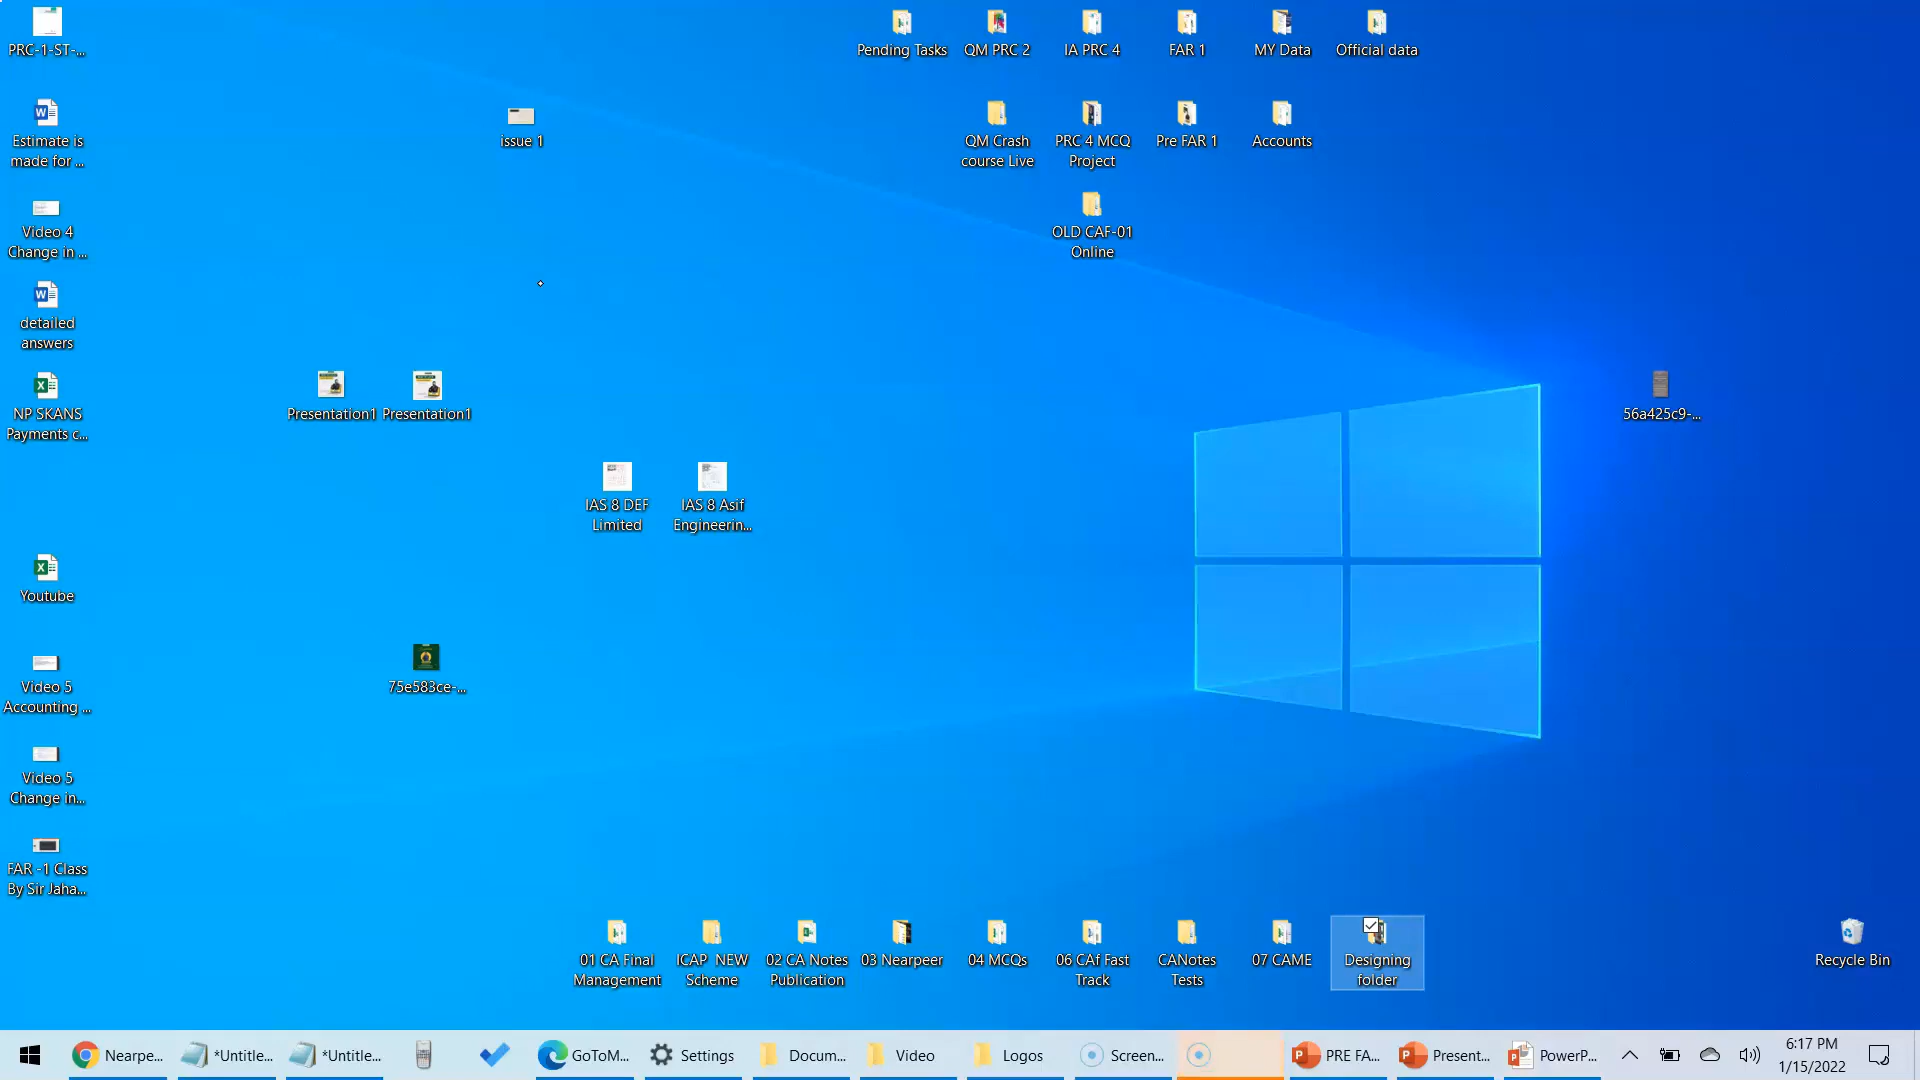 PRC-1-ST-...
Pending Tasks
QM PRC 2
IA PRC 4
FAR 1
MY Data
Official data
Estimate is
made for ...
issue 1
QM Crash
course Live
PRC 4 MCQ
Project
Pre FAR 1
Accounts
Video 4
Change in ...
OLD CAF-01
Online
detailed
answers
NP SKANS
Payments c...
Presentation1
Presentation1
56a425c9-...
IAS 8 DEF
Limited
IAS 8 Asif
Engineerin...
Youtube
Video 5
Accounting ...
75e583ce-...
Video 5
Change in...
FAR -1 Class
By Sir Jaha...
01 CA Final
Management
ICAP NEW
Scheme
02 CA Notes
Publication
03 Nearpeer
04 MCQs
06 CAf Fast
Track
CANotes
Tests
07 CAME
Designing
folder
Recycle Bin
Nearpe...
*Untitle...
*Untitle...
GoToM...
Settings
Docum...
Video
Logos
Screen...
PRE FA...
Present...
PowerP...
6:17 PM
1/15/2022